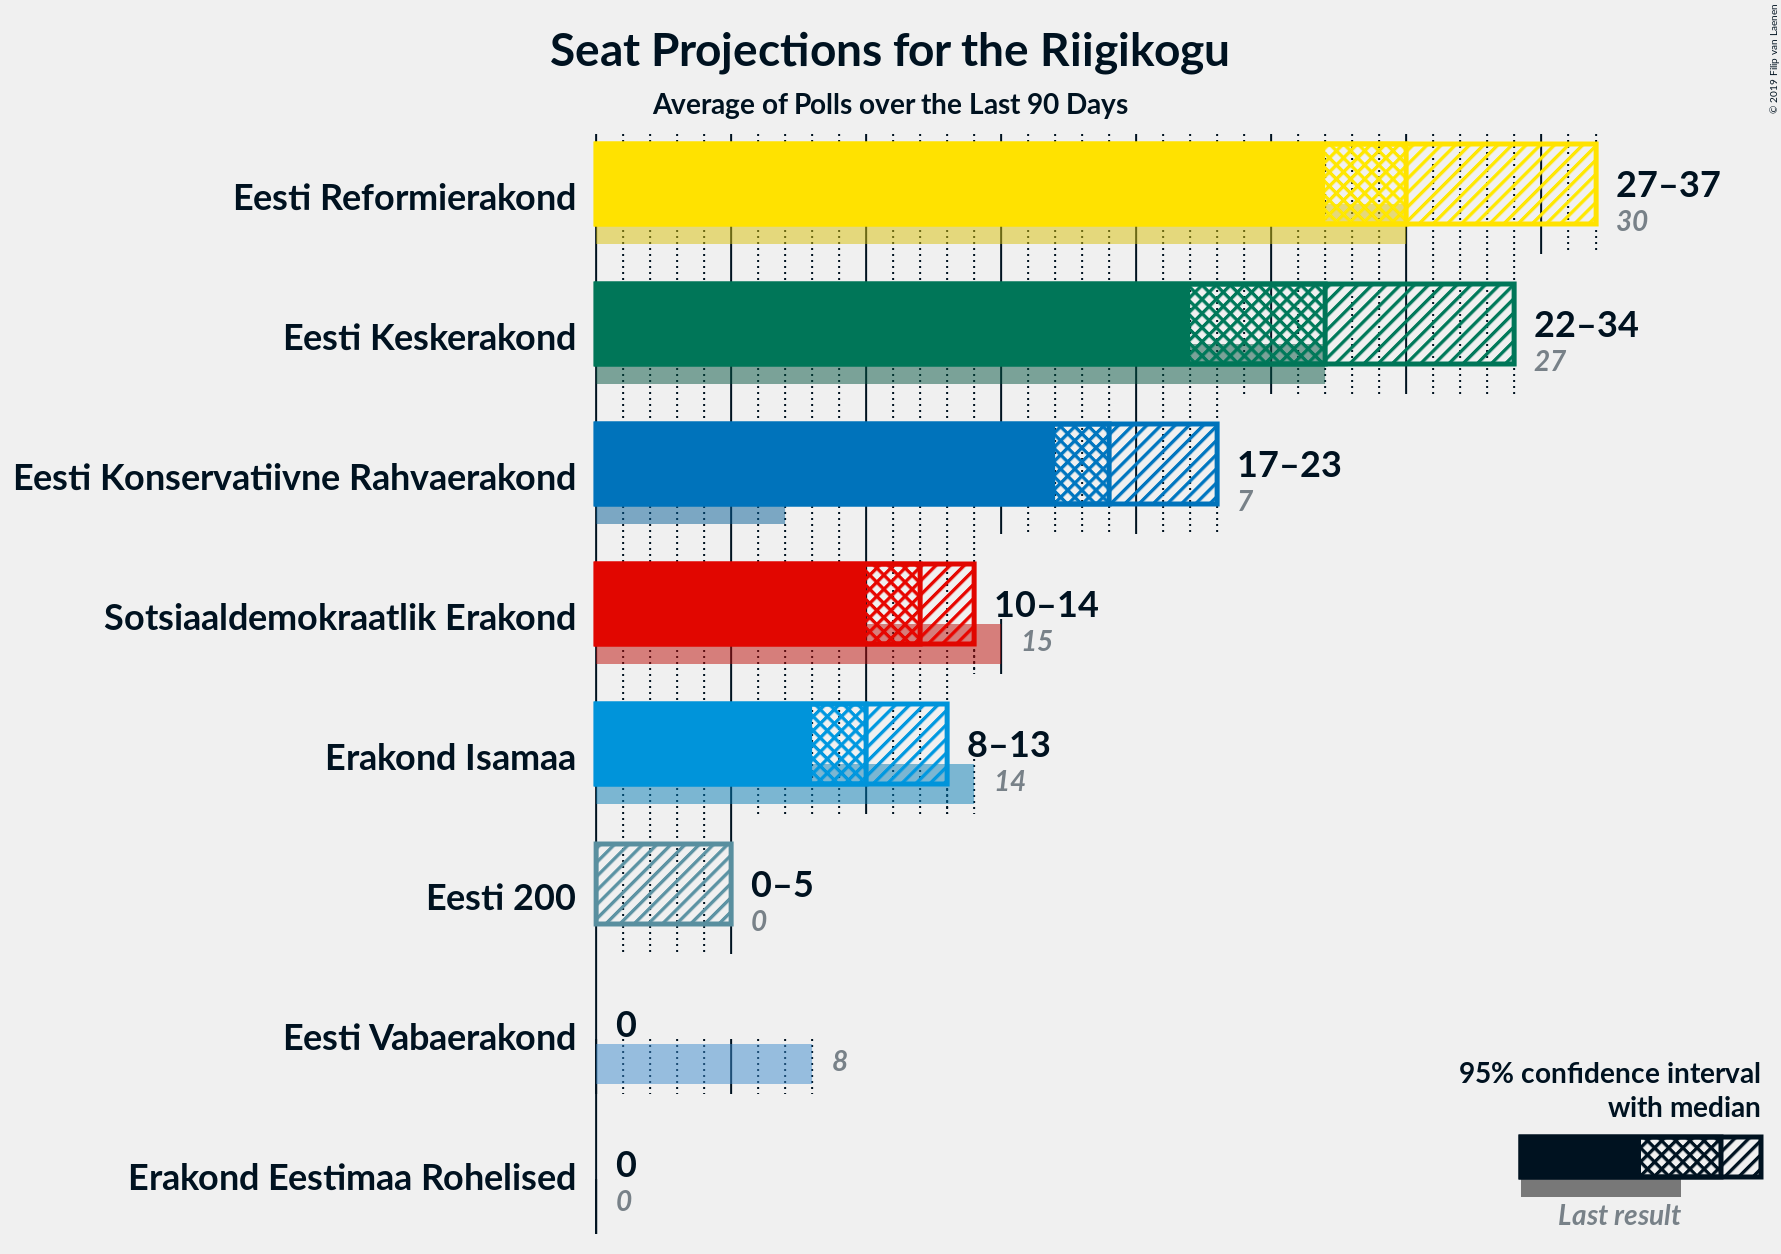 Seat Projections for the Riigikogu
Average of Polls over the Last 90 Days
© 2019 Filip van Laenen
Eesti Reformierakond
27–37
30
Eesti Keskerakond
22–34
27
Eesti Konservatiivne Rahvaerakond
17–23
7
Sotsiaaldemokraatlik Erakond
10–14
15
Erakond Isamaa
8–13
14
Eesti 200
0–5
0
Eesti Vabaerakond
0
8
Erakond Eestimaa Rohelised
0
0
95% confidence interval
with median
Last result